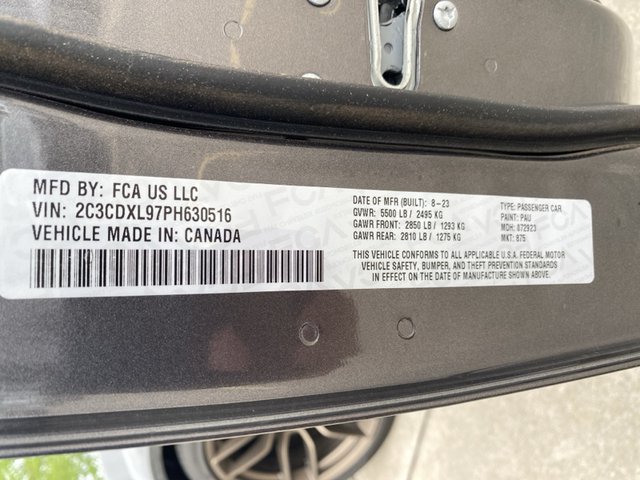 MFD BY: FCA US LLC
VIN: 2C3CDXL97PH630516
VEHICLE MADE IN: CANADA
DATE OF MFR (BUILT): 8-23
GVWR: 5500 LB / 2495 KG
GAWR FRONT: 2850 LB / 1293 KG
GAWR REAR: 2810 LB / 1275 KG
TYPE: PASSENGER CAR
PAINT: PAU
MDH: 072923
MKT: 875
THIS VEHICLE CONFORMS TO ALL APPLICABLE U.S.A. FEDERAL MOTOR
VEHICLE SAFETY, BUMPER, AND THEFT PREVENTION STANDARDS
IN EFFECT ON THE DATE OF MANUFACTURE SHOWN ABOVE.